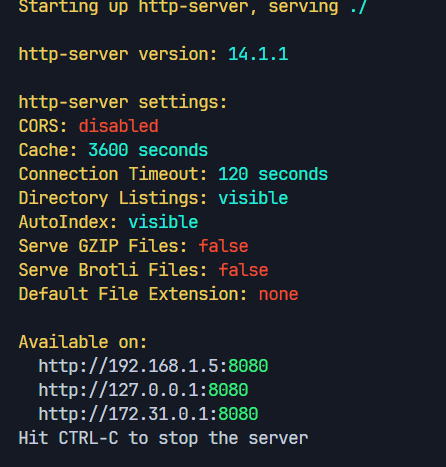 Starting up http-server, serving ./
http-server version: 14.1.1
http-server settings:
CORS: disabled
Cache: 3600 seconds
Connection Timeout: 120 seconds
Directory Listings: visible
AutoIndex: visible
Serve GZIP Files: false
Serve Brotli Files: false
Default File Extension: none
Available on:
  http://192.168.1.5:8080
  http://127.0.0.1:8080
  http://172.31.0.1:8080
Hit CTRL-C to stop the server